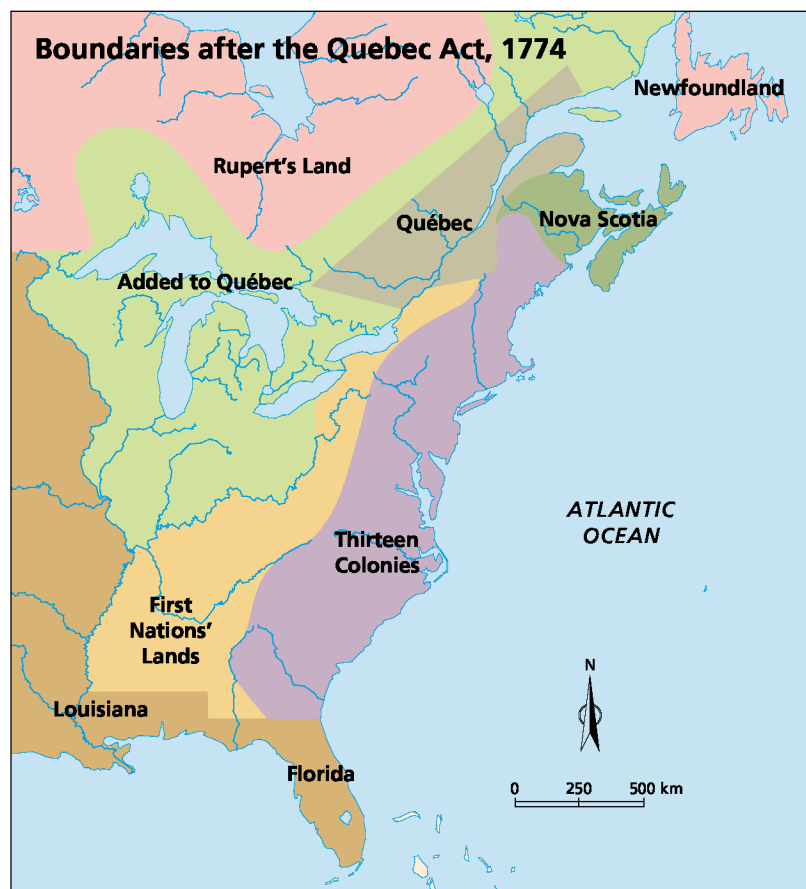 Boundaries after the Quebec Act, 1774
Newfoundland
Rupert's Land
Québec
Nova Scotia
Added to Québec
ATLANTIC
OCEAN
Thirteen
Colonies
First
Nations'
Lands
N
Louisiana
Florida
0 250 500 km